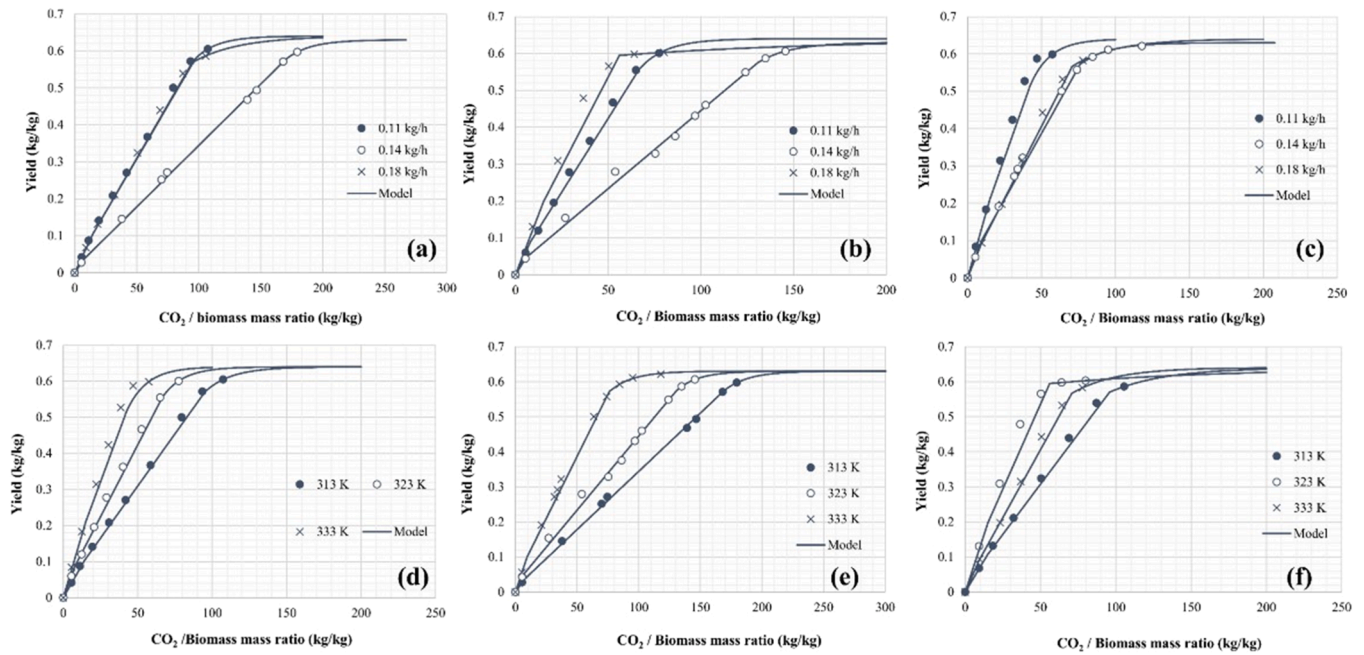 0.7
0.6
0.5
0.4
0.3
0.2
0.1
0
Yield (kg/kg)
0.11 kg/h
0.14 kg/h
0.18 kg/h
Model
(a)
0 50 100 150 200 250 300
CO₂ / biomass mass ratio (kg/kg)
0.7
0.6
0.5
0.4
0.3
0.2
0.1
0
Yield (kg/kg)
0.11 kg/h
0.14 kg/h
0.18 kg/h
Model
(b)
0 50 100 150 200
CO₂ / Biomass mass ratio (kg/kg)
0.7
0.6
0.5
0.4
0.3
0.2
0.1
0
Yield (kg/kg)
0.11 kg/h
0.14 kg/h
0.18 kg/h
Model
(c)
0 50 100 150 200 250
CO₂ / Biomass mass ratio (kg/kg)
0.7
0.6
0.5
0.4
0.3
0.2
0.1
0
Yield (kg/kg)
313 K 323 K
333 K Model
(d)
0 50 100 150 200 250
CO₂ /Biomass mass ratio (kg/kg)
0.7
0.6
0.5
0.4
0.3
0.2
0.1
0
Yield (kg/kg)
313 K
323 K
333 K
Model
(e)
0 50 100 150 200 250 300
CO₂ / Biomass mass ratio (kg/kg)
0.7
0.6
0.5
0.4
0.3
0.2
0.1
0
Yield (kg/kg)
313 K
323 K
333 K
Model
(f)
0 50 100 150 200 250
CO₂ / Biomass mass ratio (kg/kg)